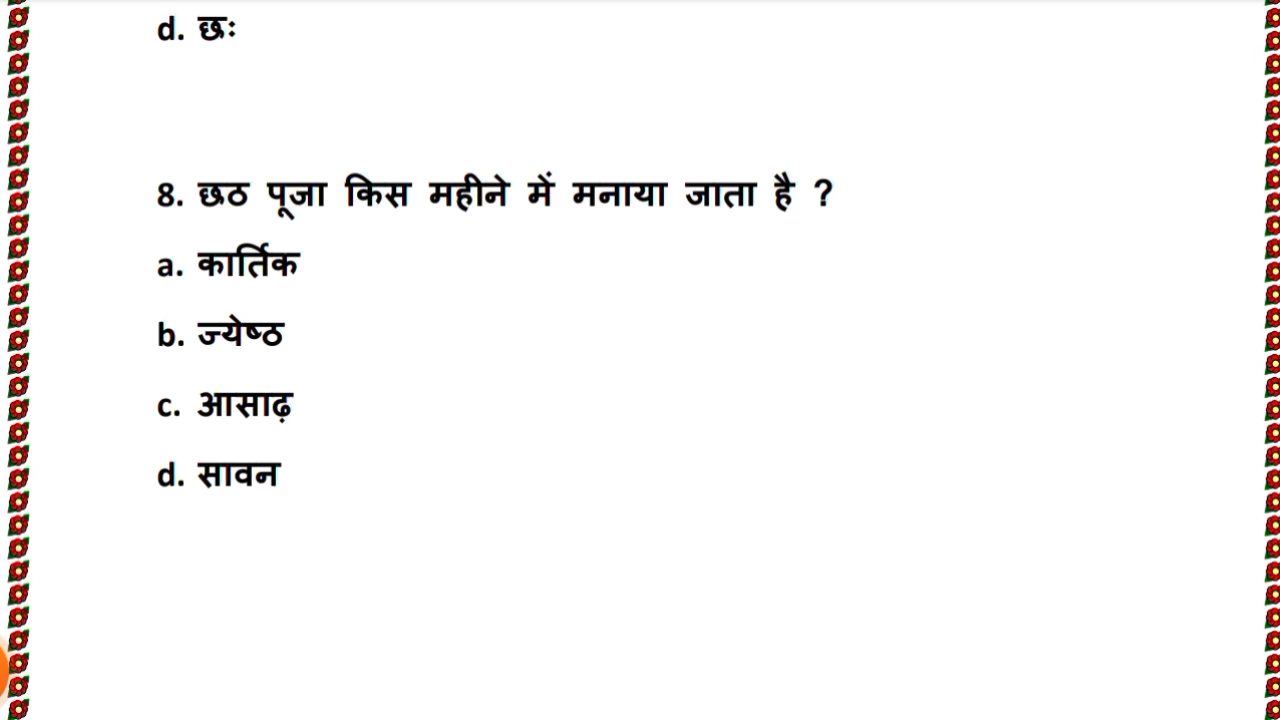 d. छः
8. छठ पूजा किस महीने में मनाया जाता है ?
a. कार्तिक
b. ज्येष्ठ
c. आसाढ़
d. सावन